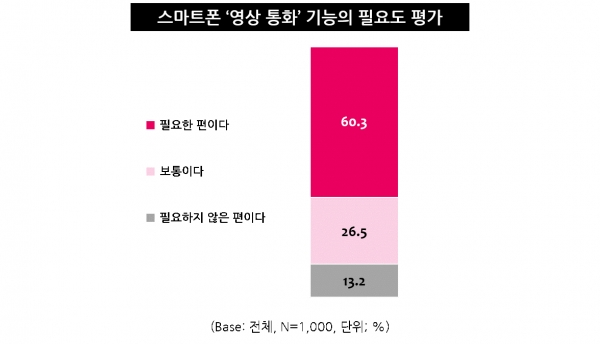 스마트폰 ‘영상 통화’ 기능의 필요도 평가
60.3
필요한 편이다
보통이다
필요하지 않은 편이다
26.5
13.2
(Base: 전체, N=1,000, 단위; %)